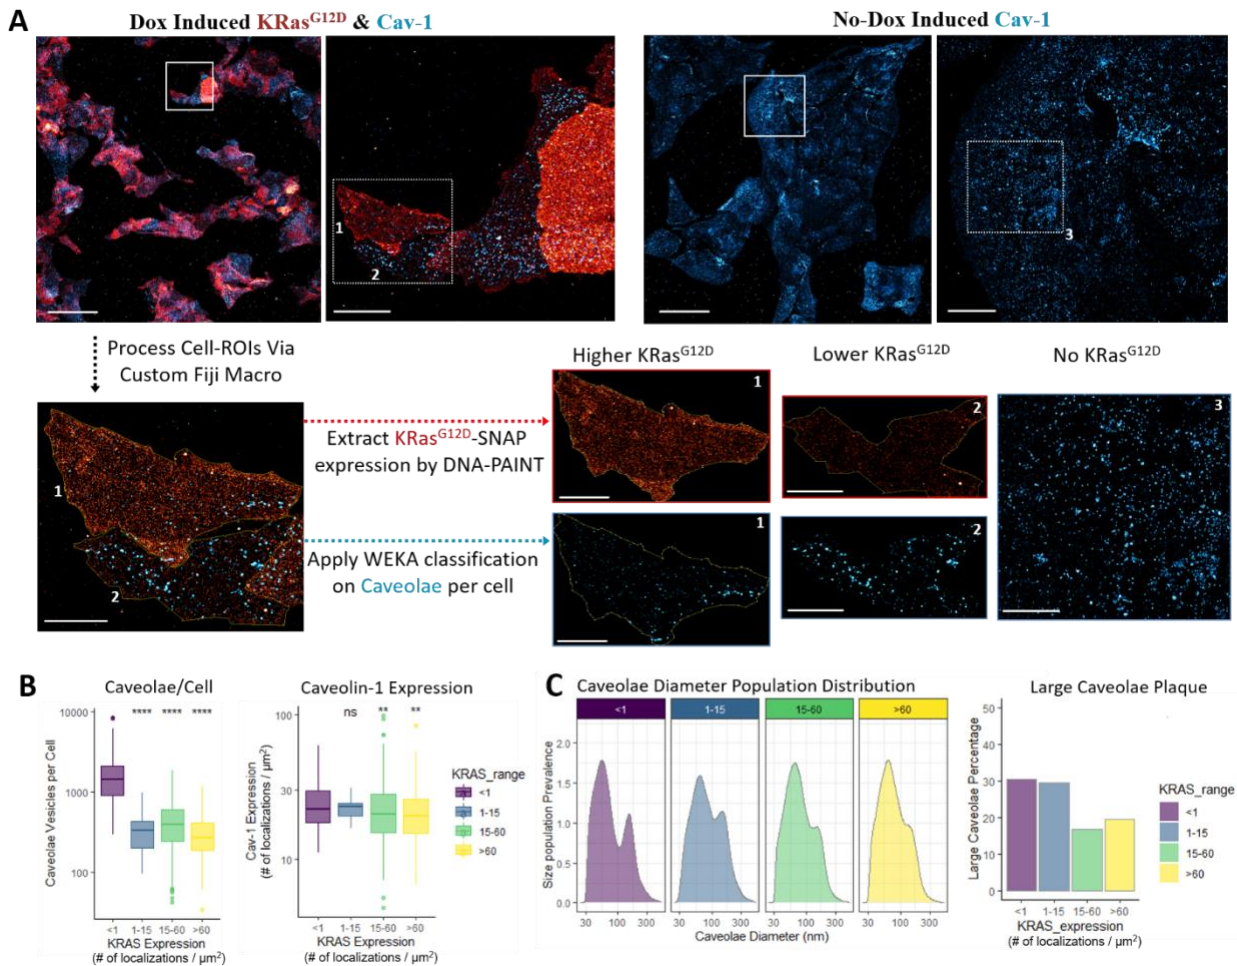 A
Dox Induced KRasG12D & Cav-1
No-Dox Induced Cav-1
1
2
3
Process Cell-ROIs Via
Custom Fiji Macro
Higher KRasG12D
Lower KRasG12D
No KRasG12D
1
2
Extract KRasG12D-SNAP
expression by DNA-PAINT
Apply WEKA classification
on Caveolae per cell
1
2
3
1
2
B
Caveolae/Cell
Caveolae Vesicles per Cell
10000
1000
100
**** **** ****
<1 1-15 15-60 >60
KRAS Expression
(# of localizations / µm²)
Caveolin-1 Expression
Cav-1 Expression
(# of localizations / µm²)
100
30
10
ns ** **
<1 1-15 15-60 >60
KRAS Expression
(# of localizations / µm²)
KRAS_range
<1
1-15
15-60
>60
C
Caveolae Diameter Population Distribution
<1 1-15 15-60 >60
Size population Prevalence
2.0
1.5
1.0
0.5
0.0
30 100 300 30 100 300 30 100 300 30 100 300
Caveolae Diameter (nm)
Large Caveolae Plaque
Large Caveolae Percentage
50
40
30
20
10
0
<1 1-15 15-60 >60
KRAS_expression
(# of localizations / µm²)
KRAS_range
<1
1-15
15-60
>60